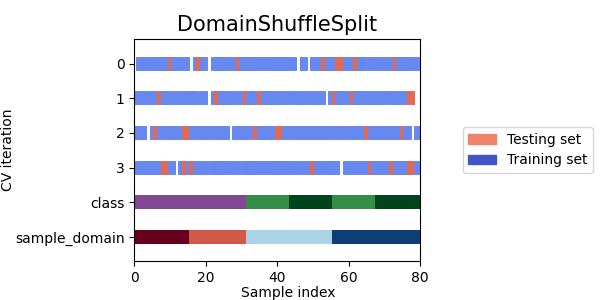 DomainShuffleSplit
0
1
2
3
class
sample_domain
CV iteration
0 20 40 60 80
Sample index
Testing set
Training set